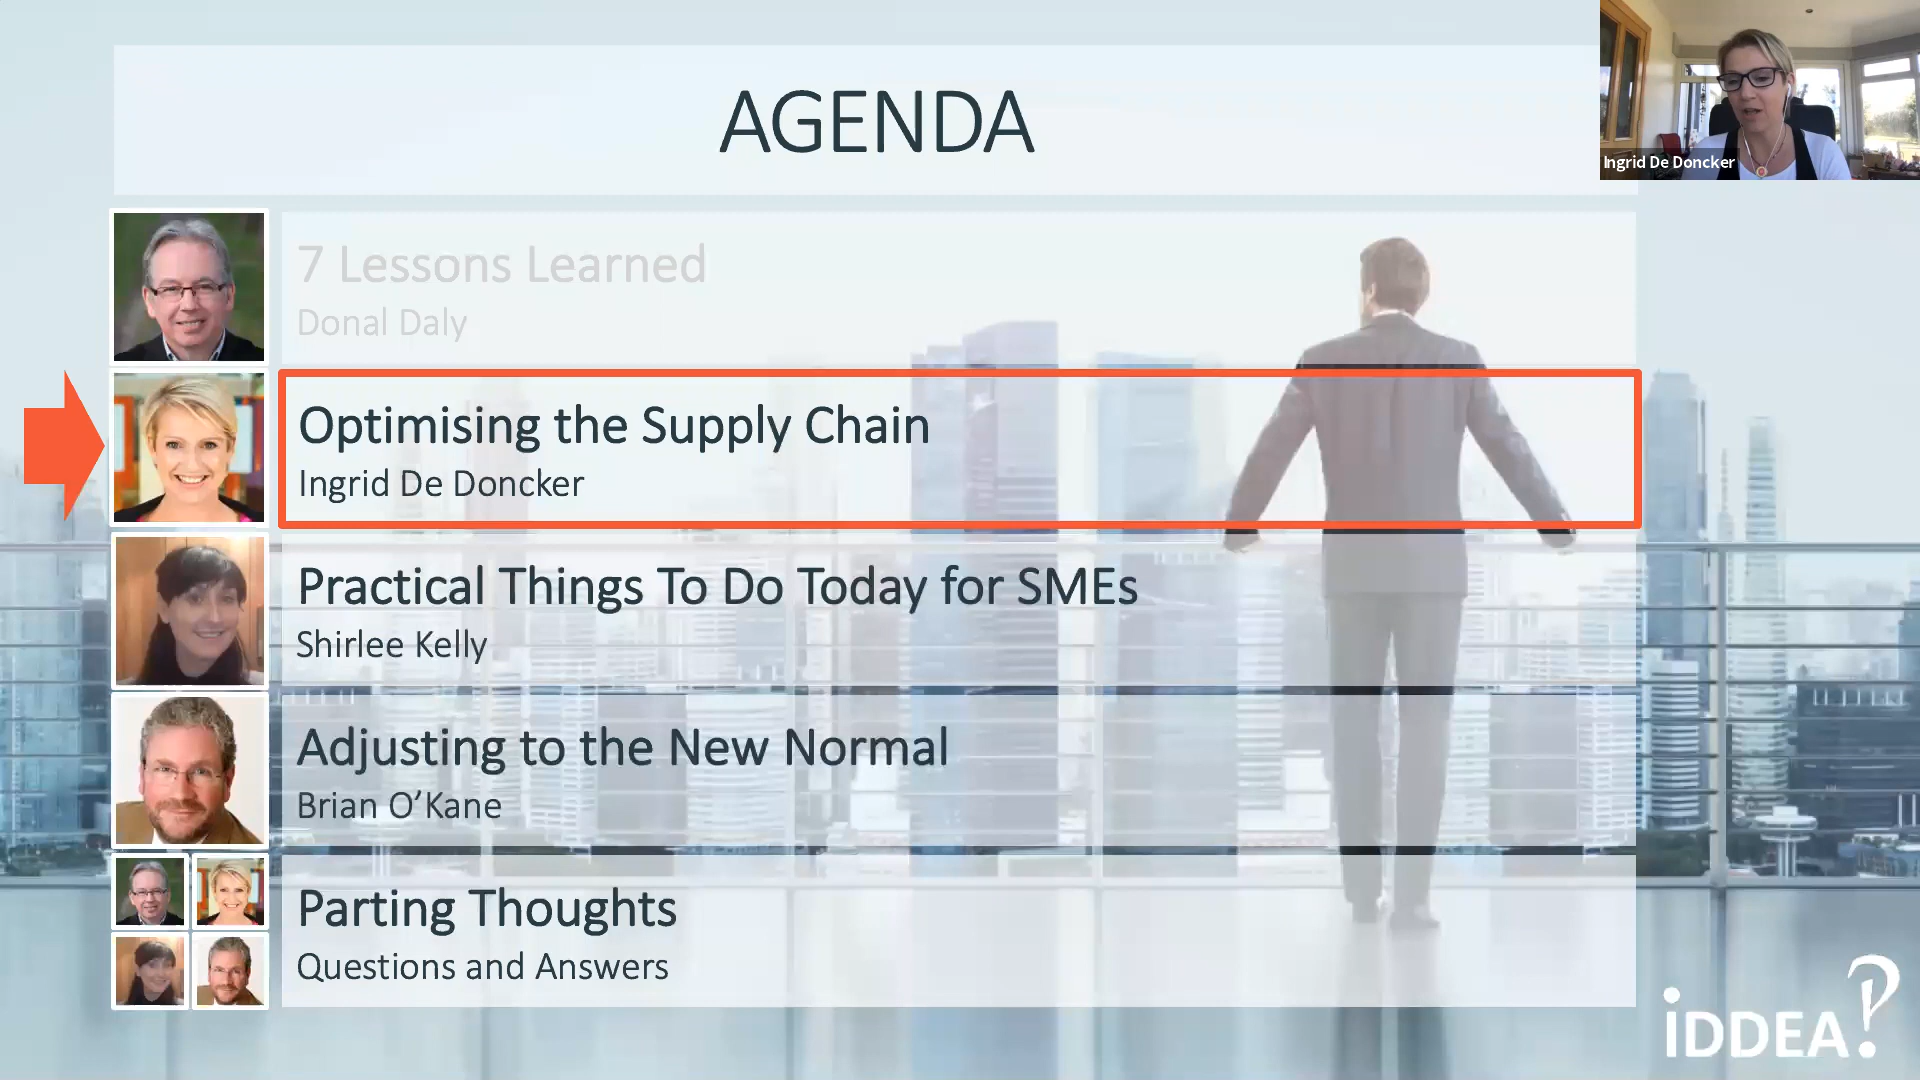 AGENDA
Ingrid De Doncker
7 Lessons Learned
Donal Daly
Optimising the Supply Chain
Ingrid De Doncker
Practical Things To Do Today for SMEs
Shirlee Kelly
Adjusting to the New Normal
Brian O’Kane
Parting Thoughts
Questions and Answers
iDDEA?